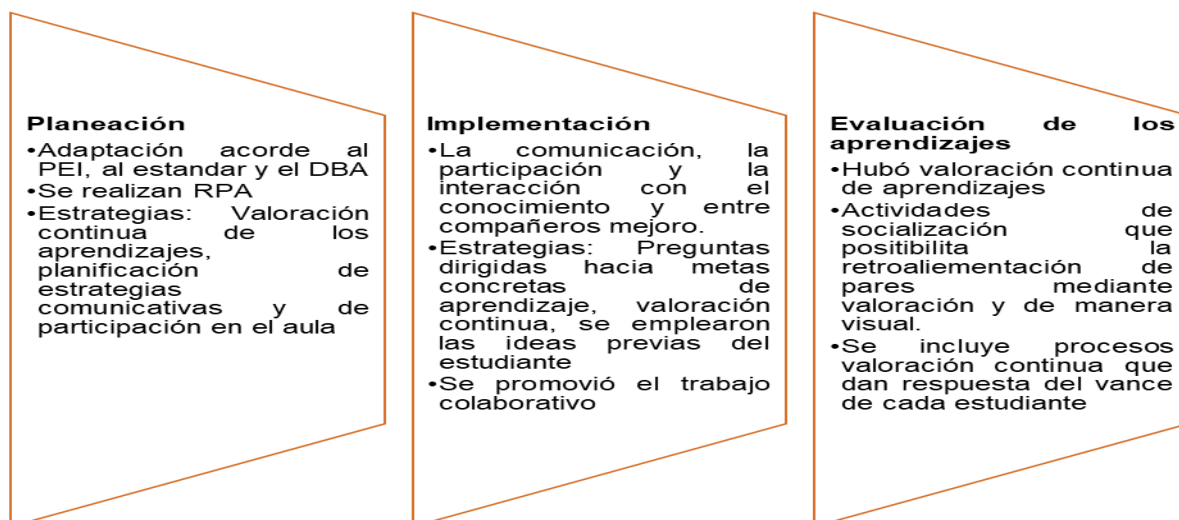 Planeación
•Adaptación acorde al
PEI, al estandar y el DBA
•Se realizan RPA
•Estrategias: Valoración
continua de los
aprendizajes,
planificación de
estrategias
comunicativas y de
participación en el aula
Implementación
•La comunicación, la
participación y la
interacción con el
conocimiento y entre
compañeros mejoro.
•Estrategias: Preguntas
dirigidas hacia metas
concretas de
aprendizaje, valoración
continua, se emplearon
las ideas previas del
estudiante
•Se promovió el trabajo
colaborativo
Evaluación de los
aprendizajes
•Hubó valoración continua
de aprendizajes
•Actividades de
socialización que
positibilita la
retroaliementación de
pares mediante
valoración y de manera
visual.
•Se incluye procesos
valoración continua que
dan respuesta del vance
de cada estudiante